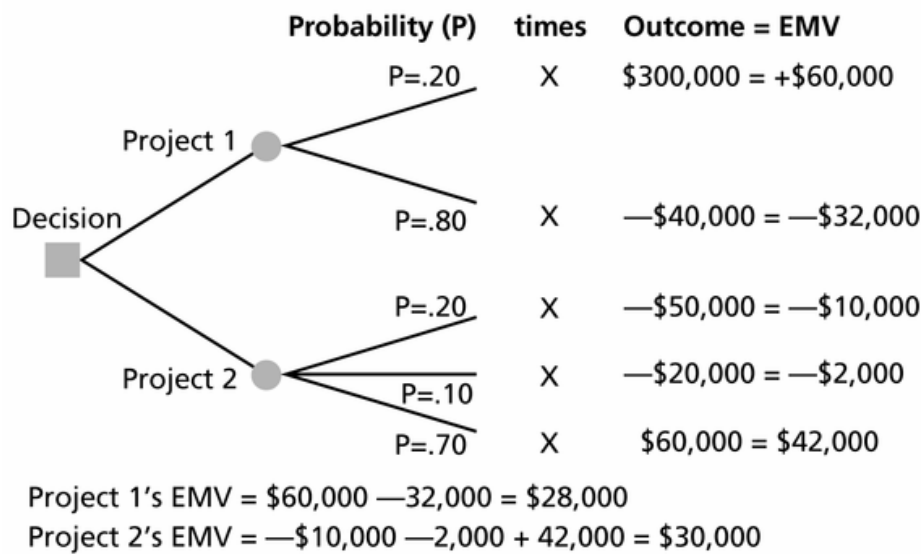 Probability (P) times Outcome = EMV
P=.20 X $300,000 = +$60,000
Project 1
P=.80 X —$40,000 = —$32,000
Decision
P=.20 X —$50,000 = —$10,000
Project 2
P=.10 X —$20,000 = —$2,000
P=.70 X $60,000 = $42,000
Project 1's EMV = $60,000 —32,000 = $28,000
Project 2's EMV = —$10,000 —2,000 + 42,000 = $30,000